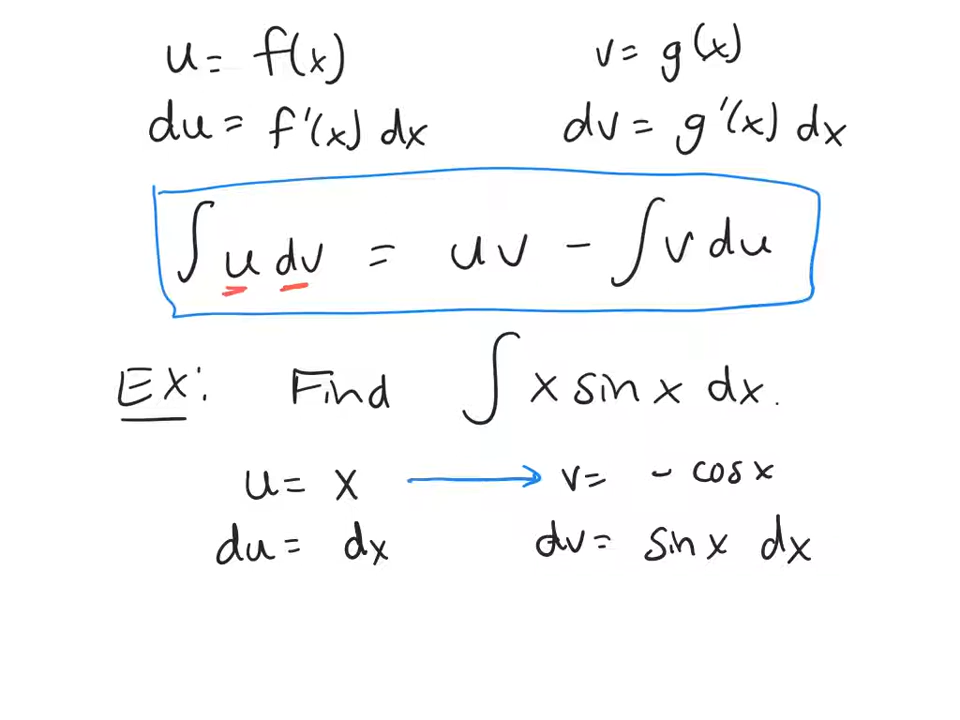 u = f(x) v = g(x)
du = f'(x) dx dv = g'(x) dx
∫ u dv = uv - ∫ v du
EX: Find ∫ x sin x dx.
u = x → v = - cos x
du = dx dv = sin x dx